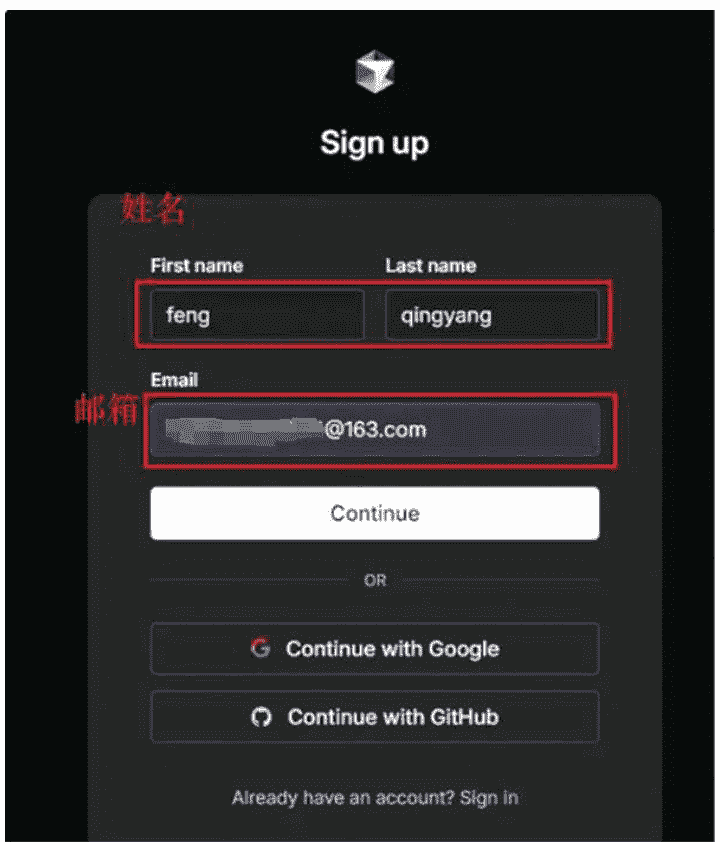 Sign up
姓名
First name Last name
feng qingyang
Email
邮箱
@163.com
Continue
OR
Continue with Google
Continue with GitHub
Already have an account? Sign in